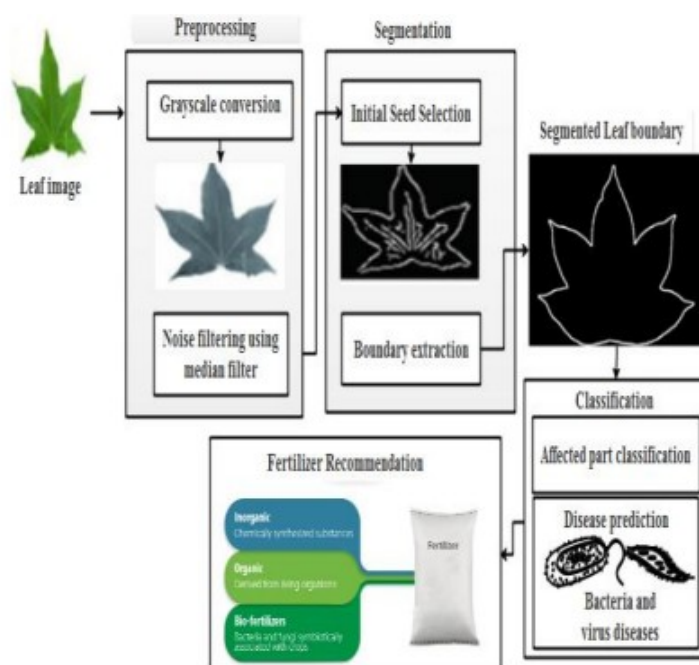 Preprocessing
Segmentation
Grayscale conversion
Initial Seed Selection
Segmented Leaf boundary
Leaf image
Noise filtering using
median filter
Boundary extraction
Classification
Affected part classification
Disease prediction
Bacteria and
virus diseases
Fertilizer Recommendation
Inorganic
Chemically synthesized substances
Organic
Derived from living organisms
Bio-fertilizers
Bacteria and fungi symbiotically
associated with crops
Fertilizer